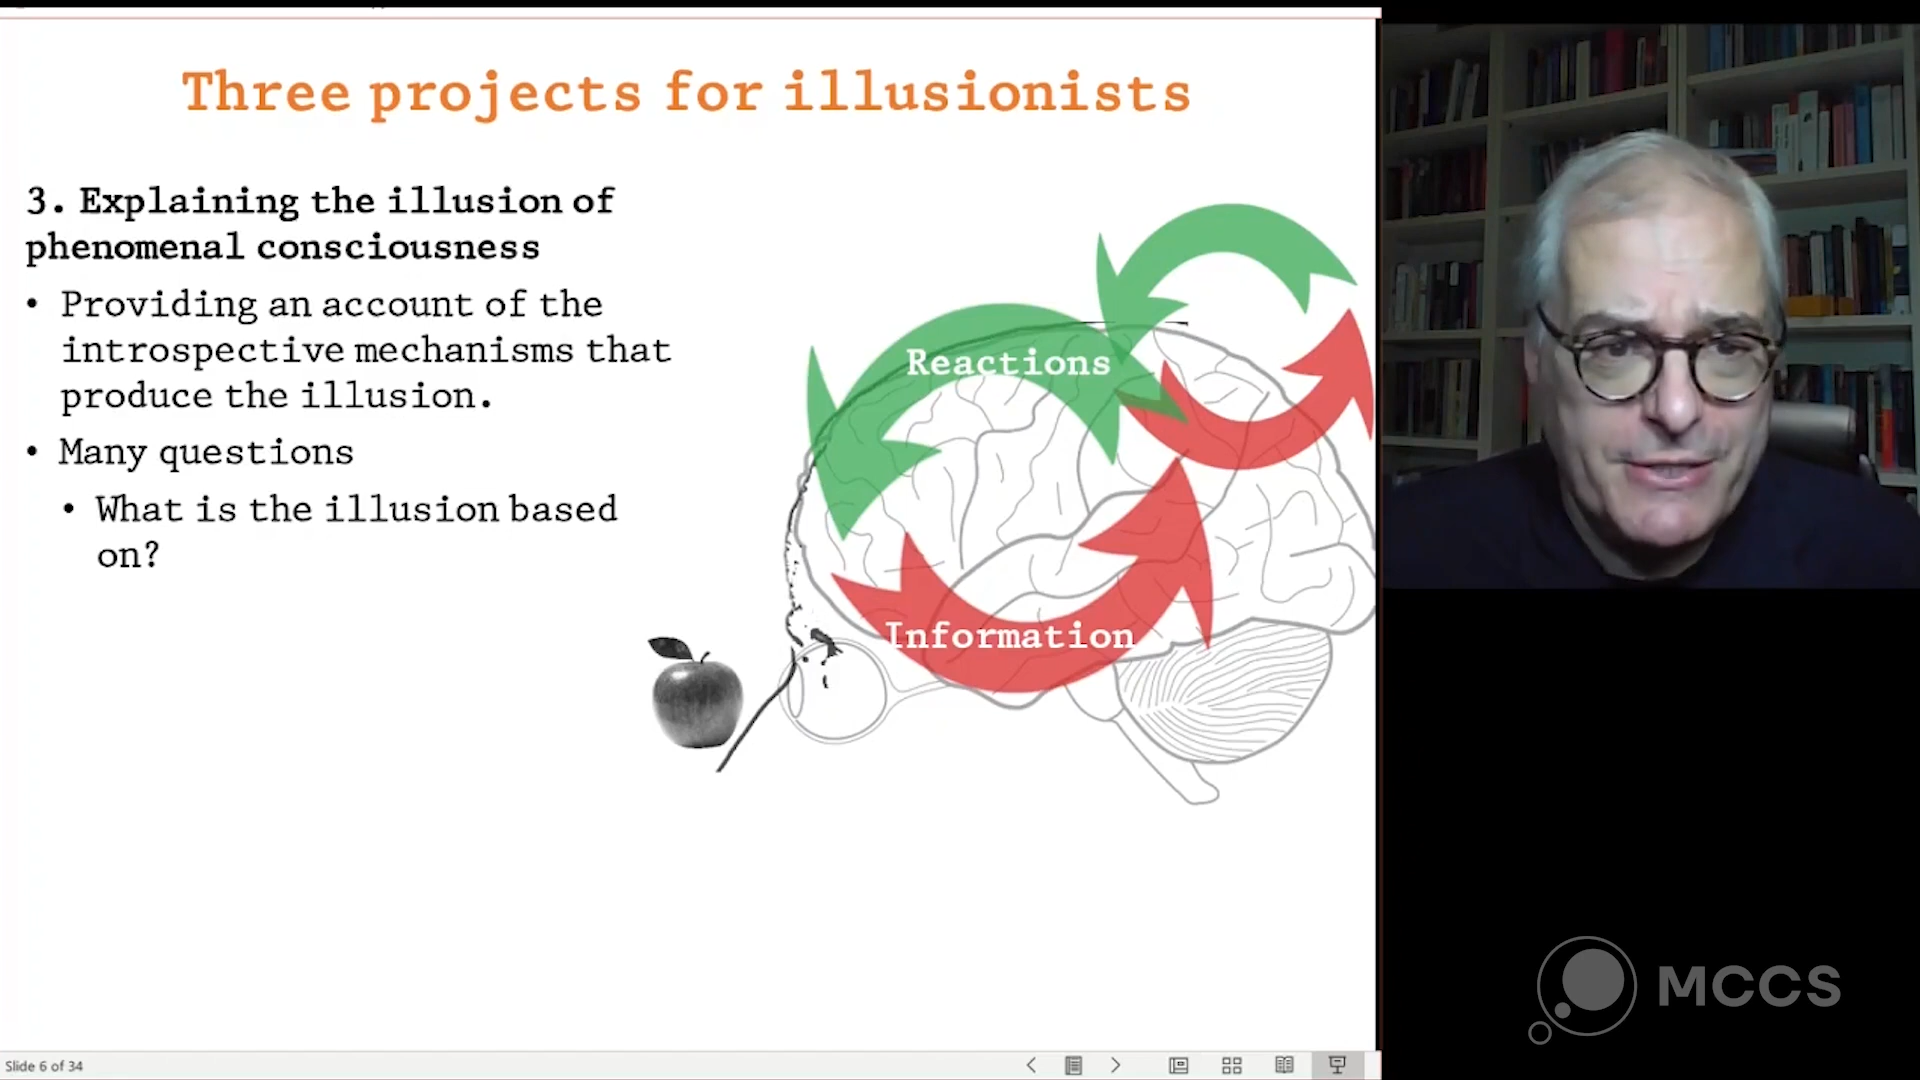 Three projects for illusionists
3. Explaining the illusion of
phenomenal consciousness
• Providing an account of the
introspective mechanisms that
produce the illusion.
• Many questions
• What is the illusion based
on?
Reactions
Information
MCCS
Slide 6 of 34